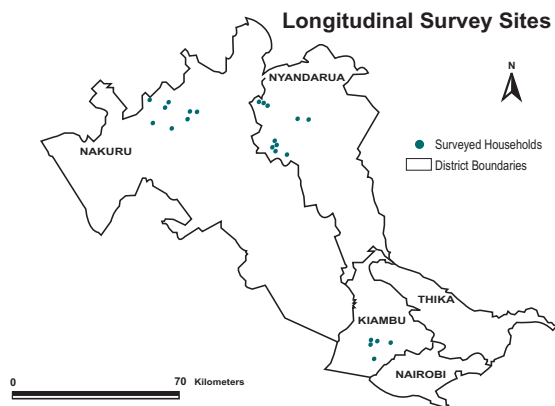 Longitudinal Survey Sites
NYANDARUA
N
Surveyed Households
NAKURU
District Boundaries
THIKA
KIAMBU
NAIROBI
0 70 Kilometers